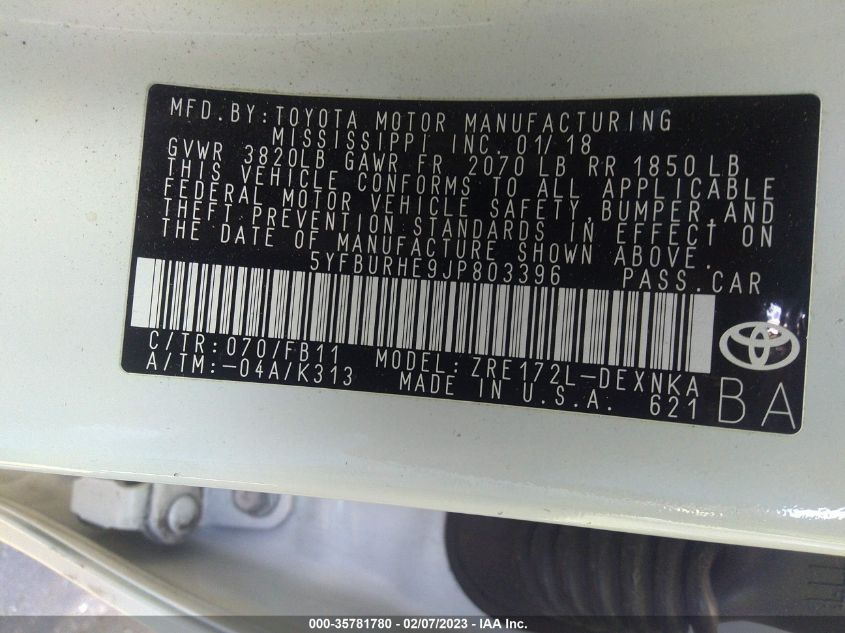 MFD.BY:TOYOTA MOTOR MANUFACTURING
MISSISSIPPI INC. 01/18
GVWR 3820LB GAWR FR 2070 LB RR 1850 LB
THIS VEHICLE CONFORMS TO ALL APPLICABLE
FEDERAL MOTOR VEHICLE SAFETY,BUMPER,AND
THEFT PREVENTION STANDARDS IN EFFECT ON
THE DATE OF MANUFACTURE SHOWN ABOVE.
5YFBURHE9JP803396 PASS.CAR
C/TR:070/FB11 MODEL:ZRE172L-DEXNKA
A/TM:-04A/K313 MADE IN U.S.A. 621
BA
000-35781780 - 02/07/2023 - IAA Inc.